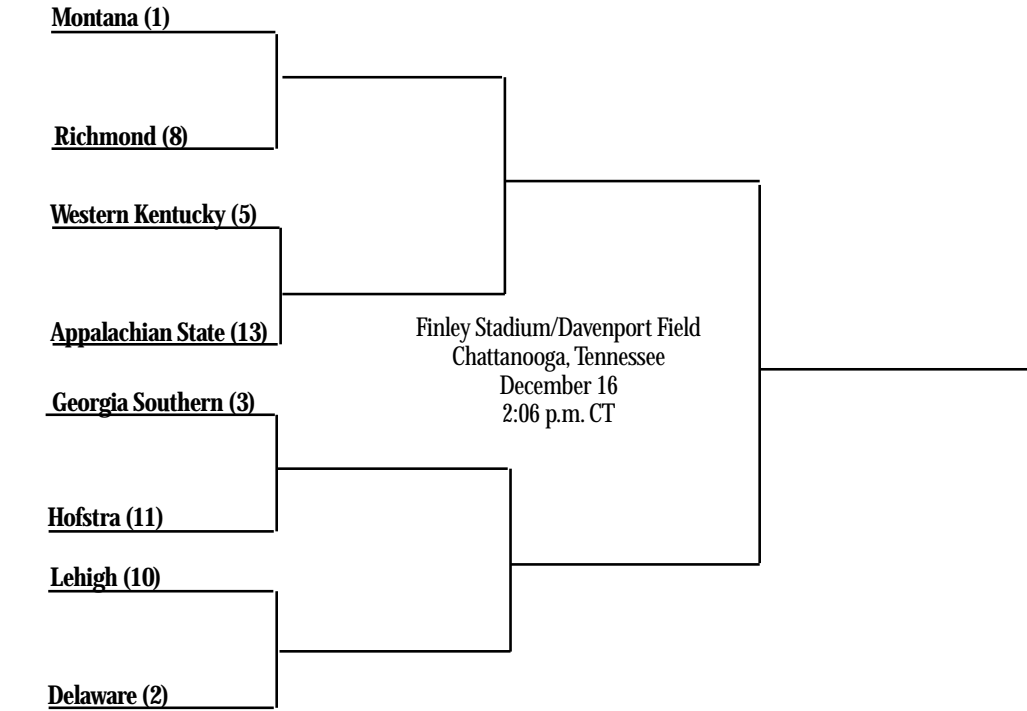 Montana (1)
Richmond (8)
Western Kentucky (5)
Appalachian State (13)
Finley Stadium/Davenport Field
Chattanooga, Tennessee
December 16
2:06 p.m. CT
Georgia Southern (3)
Hofstra (11)
Lehigh (10)
Delaware (2)